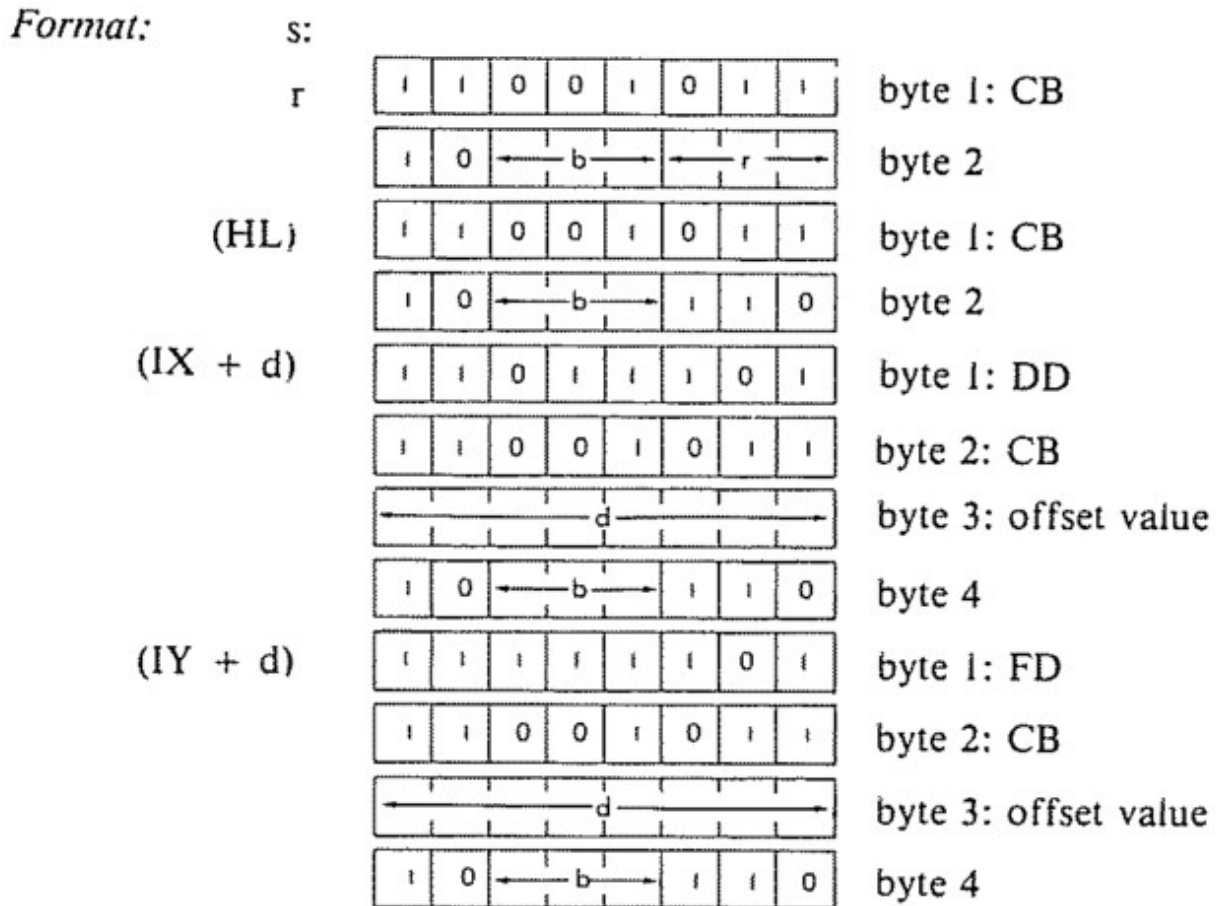 Format: s:
r 1 1 0 0 1 0 1 1 byte 1: CB
1 0 b r byte 2
(HL) 1 1 0 0 1 0 1 1 byte 1: CB
1 0 b 1 1 0 byte 2
(IX + d) 1 1 0 1 1 1 0 1 byte 1: DD
1 1 0 0 1 0 1 1 byte 2: CB
d byte 3: offset value
1 0 b 1 1 0 byte 4
(IY + d) 1 1 1 1 1 1 0 1 byte 1: FD
1 1 0 0 1 0 1 1 byte 2: CB
d byte 3: offset value
1 0 b 1 1 0 byte 4